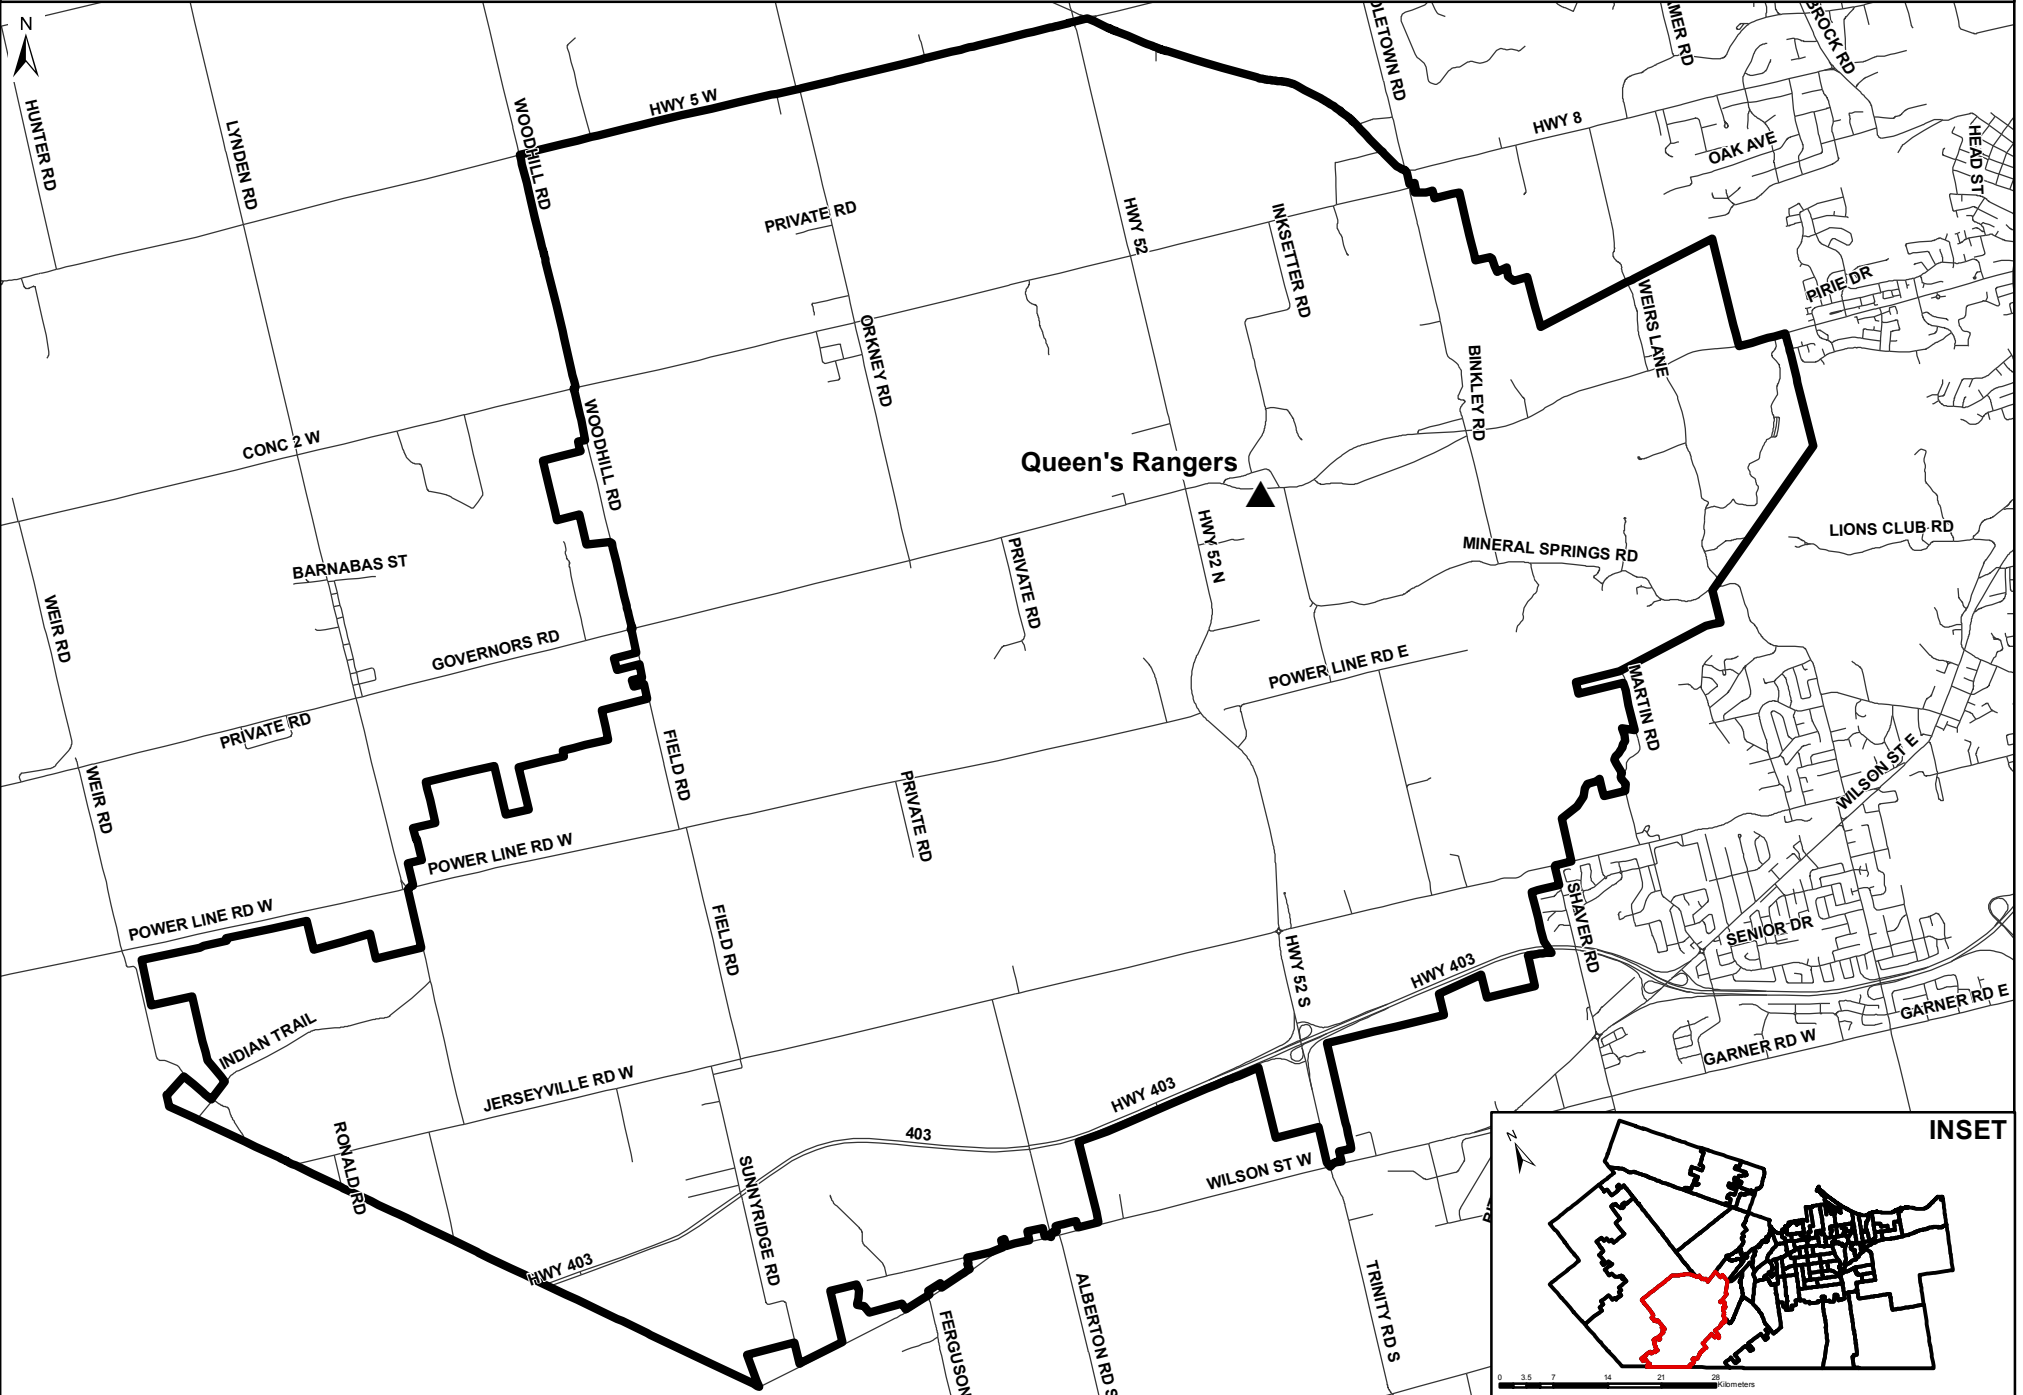 N
HUNTER RD
LYNDEN RD
WOODHILL RD
HWY 5 W
DLETOWN RD
MER RD
BROCK RD
HWY 8
OAK AVE
HEAD ST
PRIVATE RD
HWY 52
INKSETTER RD
PIRIE DR
WEIRS LANE
ORKNEY RD
BINKLEY RD
CONC 2 W
WOODHILL RD
Queen's Rangers
HWY 52 N
LIONS CLUB RD
MINERAL SPRINGS RD
BARNABAS ST
PRIVATE RD
WEIR RD
GOVERNORS RD
POWER LINE RD E
MARTIN RD
PRIVATE RD
FIELD RD
WILSON ST E
WEIR RD
PRIVATE RD
POWER LINE RD W
SHAVER RD
POWER LINE RD W
FIELD RD
SENIOR DR
HWY 52 S
HWY 403
GARNER RD E
INDIAN TRAIL
GARNER RD W
JERSEYVILLE RD W
HWY 403
RONALD RD
403
INSET
SUNNYRIDGE RD
WILSON ST W
N
HWY 403
ALBERTON RD S
TRINITY RD S
FERGUSON
0 3.5 7 14 21 28
Kilometers